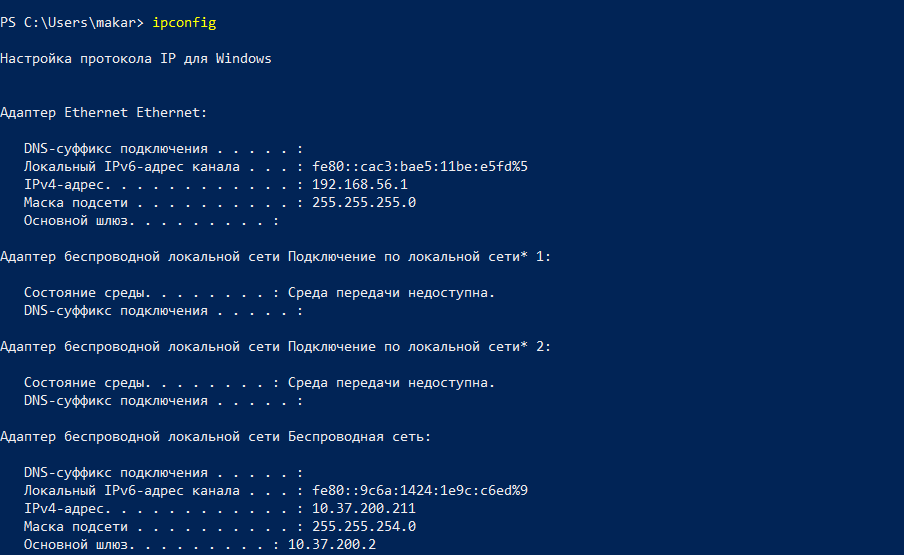 PS C:\Users\makar> ipconfig
Настройка протокола IP для Windows
Адаптер Ethernet Ethernet:
DNS-суффикс подключения . . . . . :
Локальный IPv6-адрес канала . . . : fe80::cac3:bae5:11be:e5fd%5
IPv4-адрес. . . . . . . . . . . . : 192.168.56.1
Маска подсети . . . . . . . . . . : 255.255.255.0
Основной шлюз. . . . . . . . . :
Адаптер беспроводной локальной сети Подключение по локальной сети* 1:
Состояние среды. . . . . . . . : Среда передачи недоступна.
DNS-суффикс подключения . . . . . :
Адаптер беспроводной локальной сети Подключение по локальной сети* 2:
Состояние среды. . . . . . . . : Среда передачи недоступна.
DNS-суффикс подключения . . . . . :
Адаптер беспроводной локальной сети Беспроводная сеть:
DNS-суффикс подключения . . . . . :
Локальный IPv6-адрес канала . . . : fe80::9c6a:1424:1e9c:c6ed%9
IPv4-адрес. . . . . . . . . . . . : 10.37.200.211
Маска подсети . . . . . . . . . . : 255.255.254.0
Основной шлюз. . . . . . . . . : 10.37.200.2